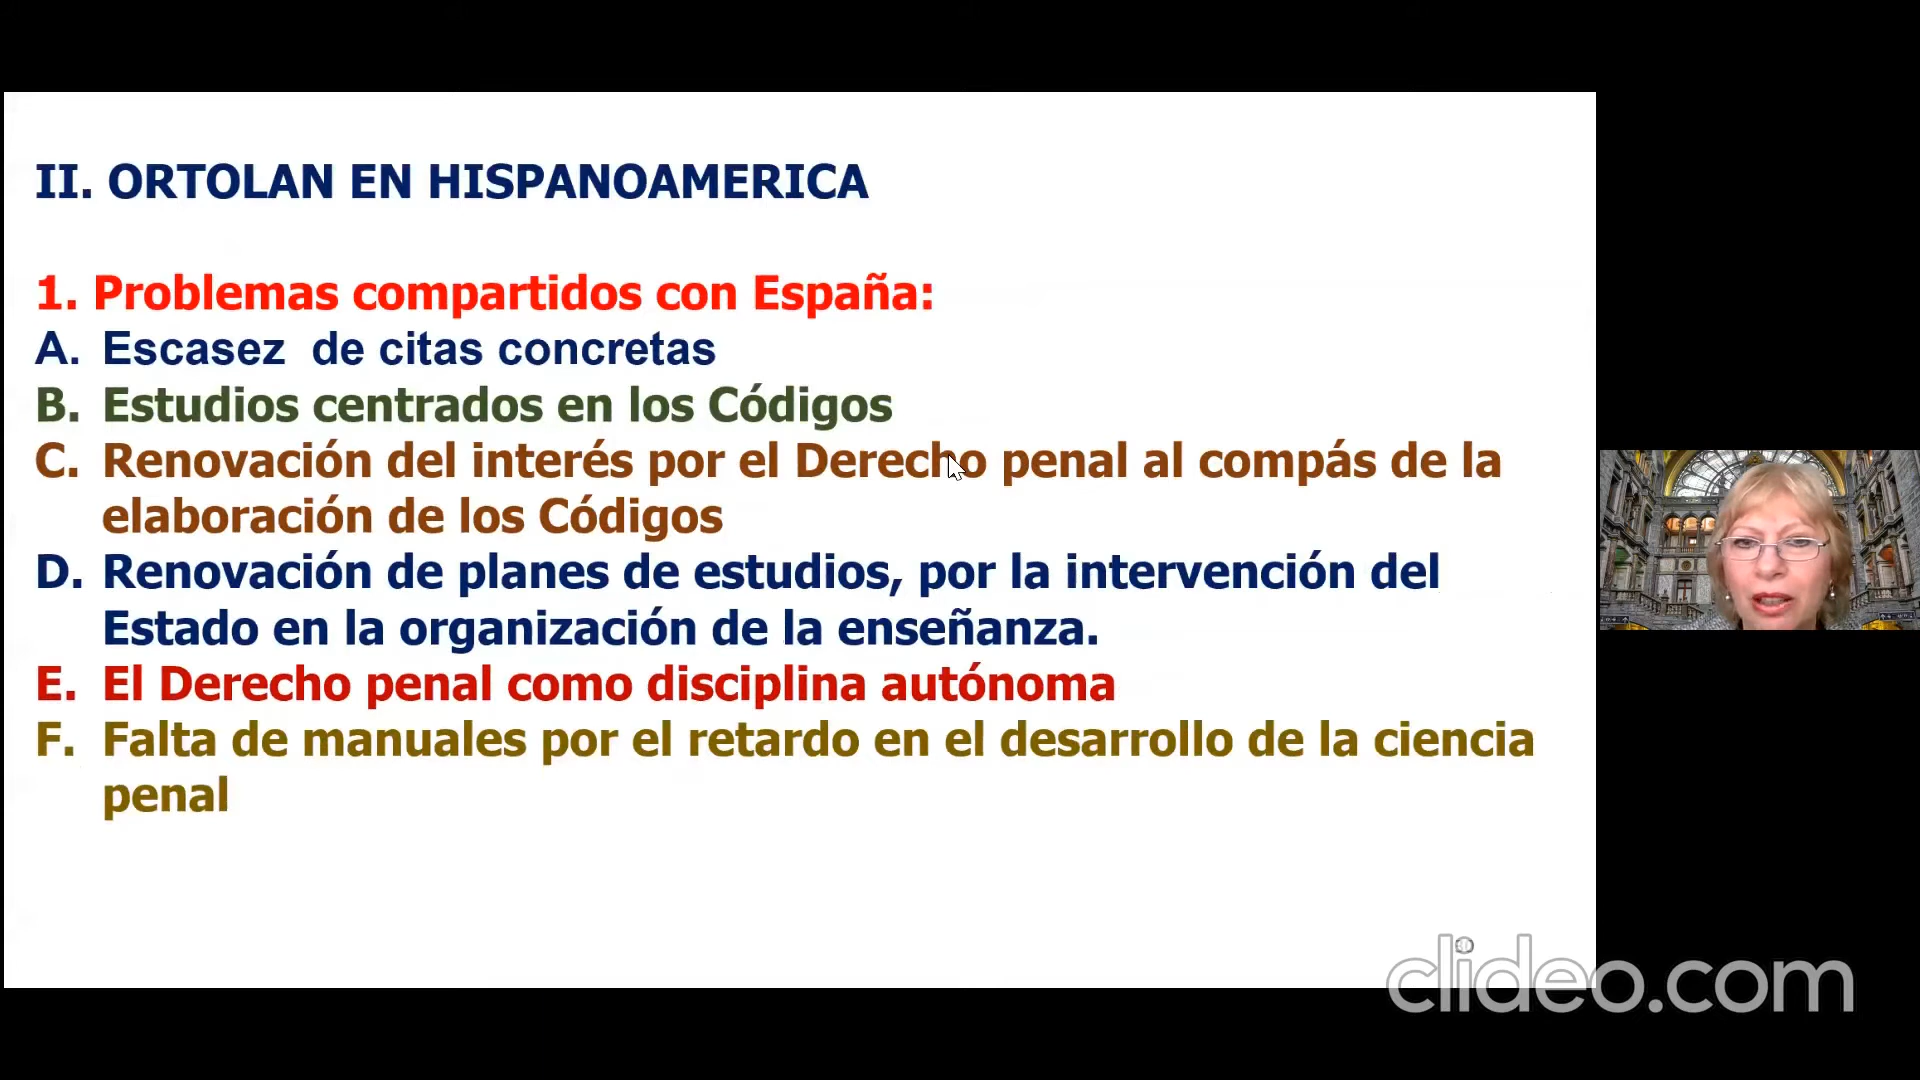 II. ORTOLAN EN HISPANOAMERICA
1. Problemas compartidos con España:
A. Escasez de citas concretas
B. Estudios centrados en los Códigos
C. Renovación del interés por el Derecho penal al compás de la
elaboración de los Códigos
D. Renovación de planes de estudios, por la intervención del
Estado en la organización de la enseñanza.
E. El Derecho penal como disciplina autónoma
F. Falta de manuales por el retardo en el desarrollo de la ciencia
penal
clideo.com